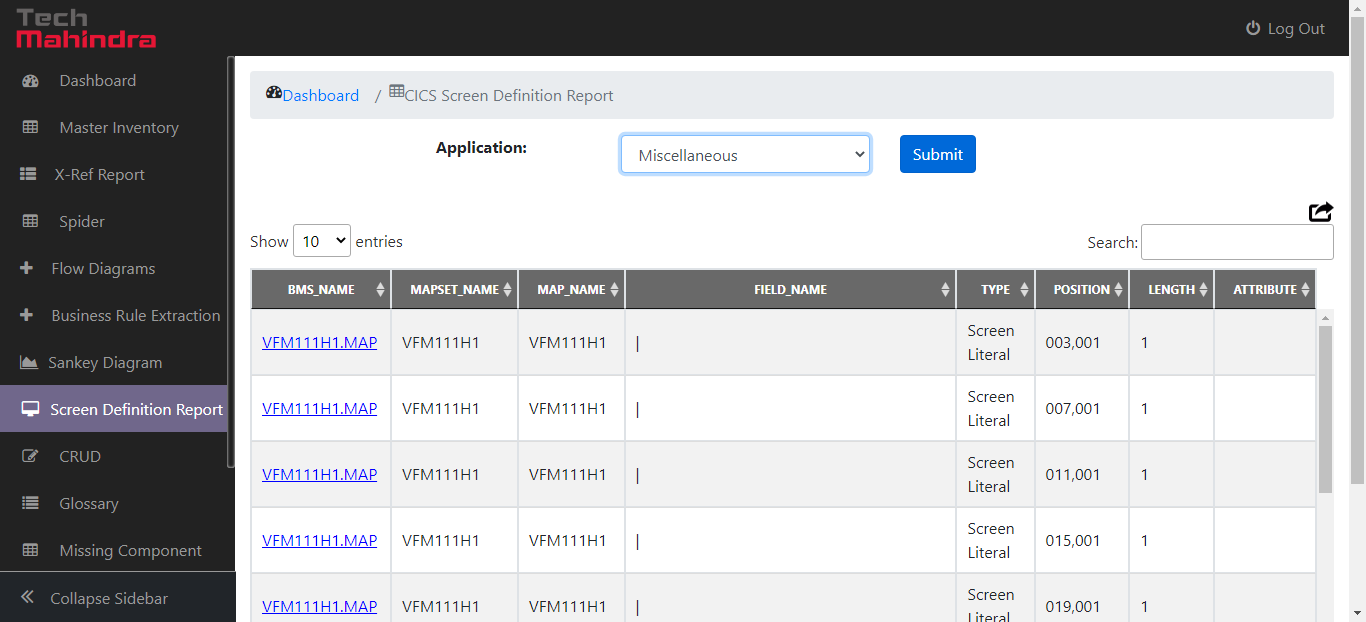 Tech
Mahindra
Log Out
Dashboard
Master Inventory
X-Ref Report
Spider
Flow Diagrams
Business Rule Extraction
Sankey Diagram
Screen Definition Report
CRUD
Glossary
Missing Component
Collapse Sidebar
Dashboard / CICS Screen Definition Report
Application: Miscellaneous Submit
Show 10 entries Search:
BMS_NAME MAPSET_NAME MAP_NAME FIELD_NAME TYPE POSITION LENGTH ATTRIBUTE
VFM111H1.MAP VFM111H1 VFM111H1 | Screen Literal 003,001 1
VFM111H1.MAP VFM111H1 VFM111H1 | Screen Literal 007,001 1
VFM111H1.MAP VFM111H1 VFM111H1 | Screen Literal 011,001 1
VFM111H1.MAP VFM111H1 VFM111H1 | Screen Literal 015,001 1
VFM111H1.MAP VFM111H1 VFM111H1 | Screen Literal 019,001 1